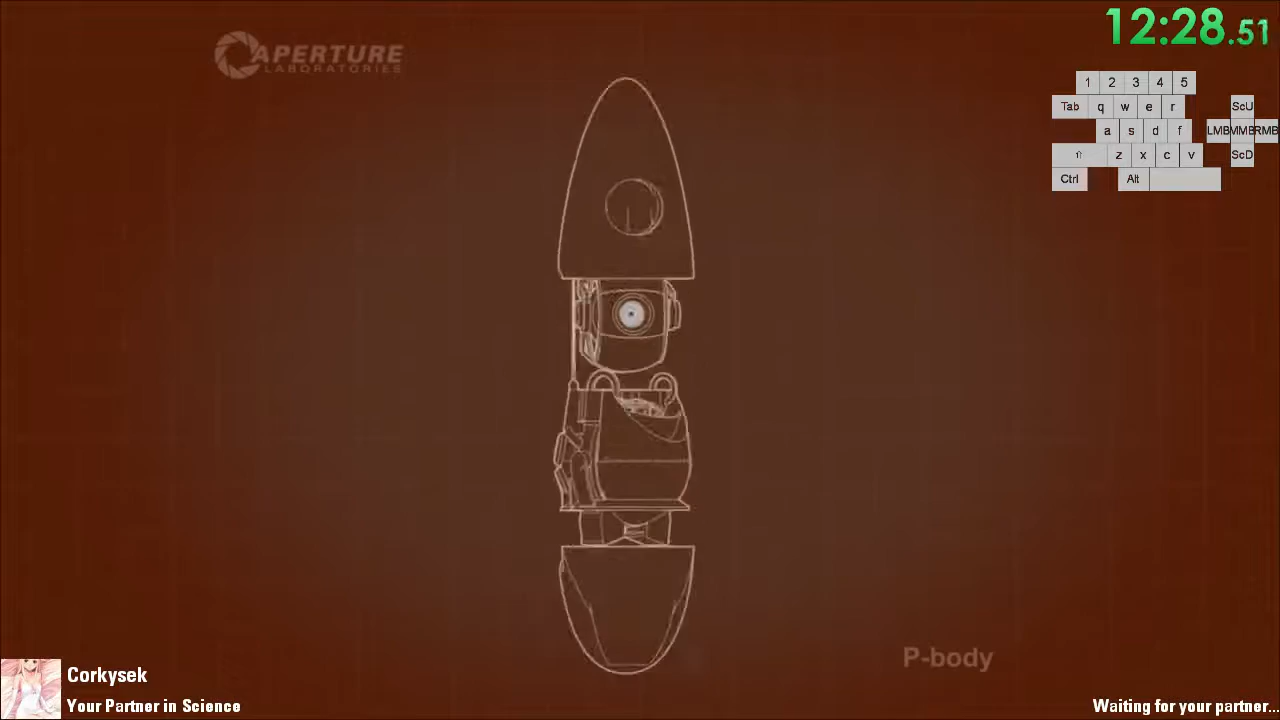 APERTURE
LABORATORIES
12:28.51
1 2 3 4 5
Tab q w e r ScU
a s d f LMB MMB RMB
⇧ z x c v ScD
Ctrl Alt
P-body
Corkysek
Your Partner in Science
Waiting for your partner...